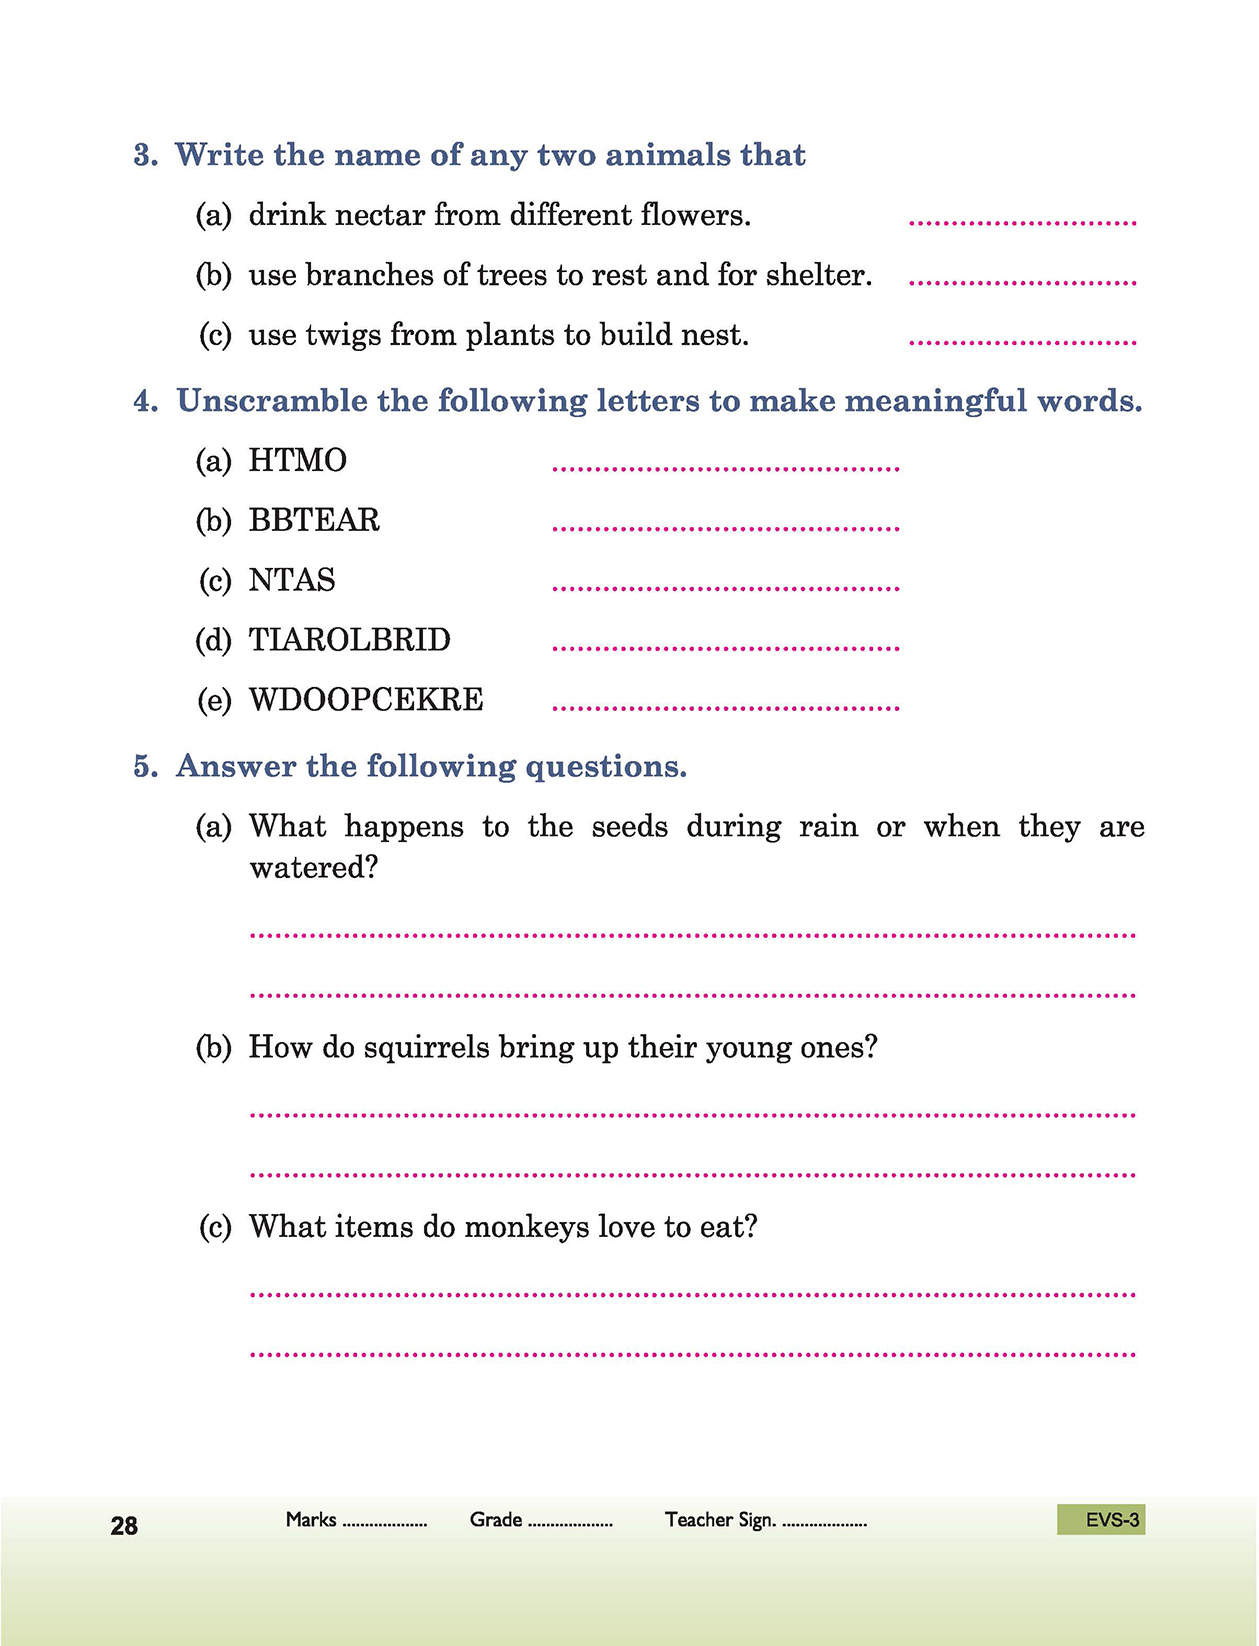 3. Write the name of any two animals that
(a) drink nectar from different flowers. ............................
(b) use branches of trees to rest and for shelter. ............................
(c) use twigs from plants to build nest. ............................
4. Unscramble the following letters to make meaningful words.
(a) HTMO ..........................................
(b) BBTEAR ..........................................
(c) NTAS ..........................................
(d) TIAROLBRID ..........................................
(e) WDOOPCEKRE ..........................................
5. Answer the following questions.
(a) What happens to the seeds during rain or when they are
watered?
..........................................................................................................
..........................................................................................................
(b) How do squirrels bring up their young ones?
..........................................................................................................
..........................................................................................................
(c) What items do monkeys love to eat?
..........................................................................................................
..........................................................................................................
28 Marks ................... Grade ................... Teacher Sign. ................... EVS-3